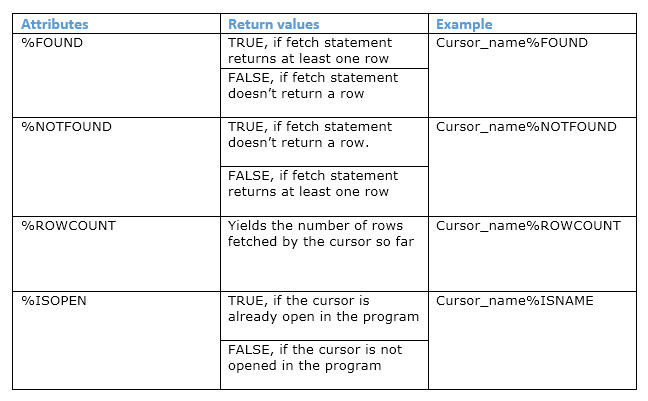 Attributes Return values Example
%FOUND TRUE, if fetch statement Cursor_name%FOUND
returns at least one row
FALSE, if fetch statement
doesn’t return a row
%NOTFOUND TRUE, if fetch statement Cursor_name%NOTFOUND
doesn’t return a row.
FALSE, if fetch statement
returns at least one row
%ROWCOUNT Yields the number of rows Cursor_name%ROWCOUNT
fetched by the cursor so far
%ISOPEN TRUE, if the cursor is Cursor_name%ISNAME
already open in the program
FALSE, if the cursor is not
opened in the program